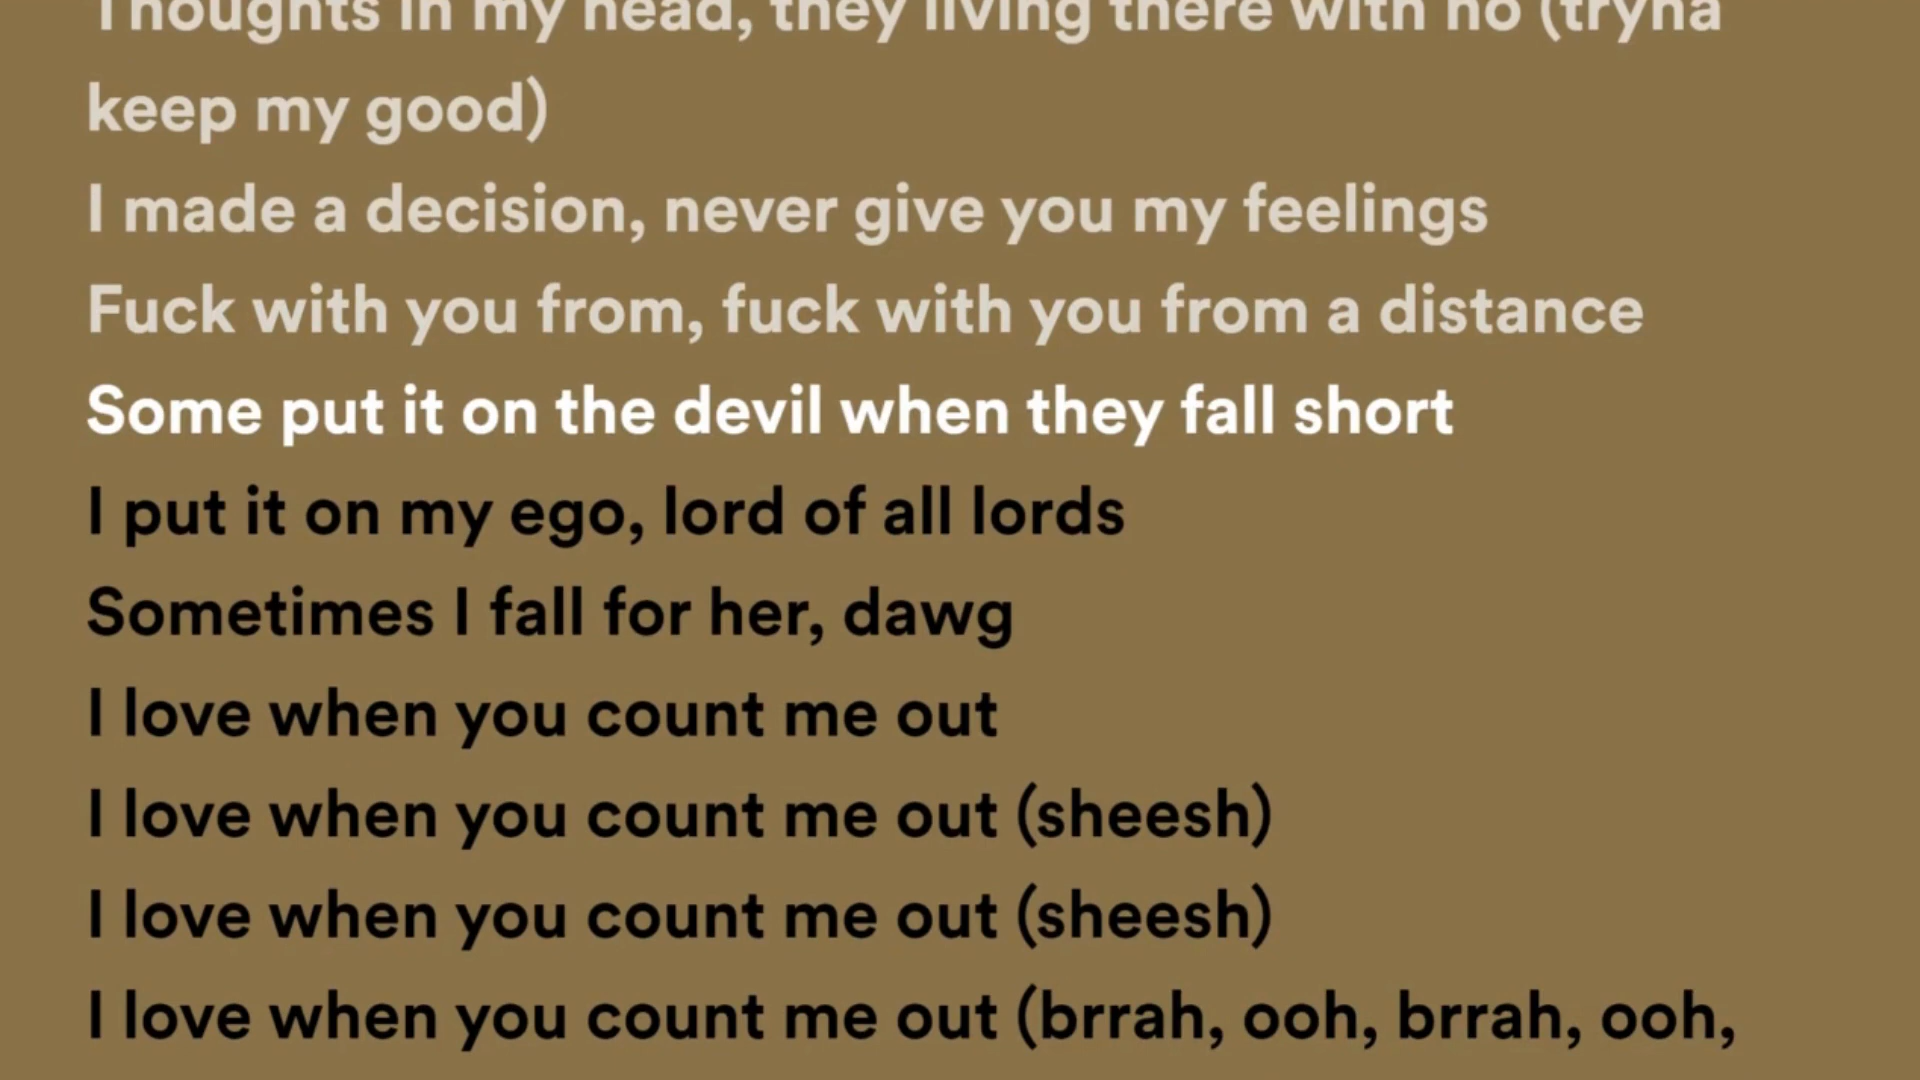 Thoughts in my head, they living there with no (tryna
keep my good)
I made a decision, never give you my feelings
Fuck with you from, fuck with you from a distance
Some put it on the devil when they fall short
I put it on my ego, lord of all lords
Sometimes I fall for her, dawg
I love when you count me out
I love when you count me out (sheesh)
I love when you count me out (sheesh)
I love when you count me out (brrah, ooh, brrah, ooh,